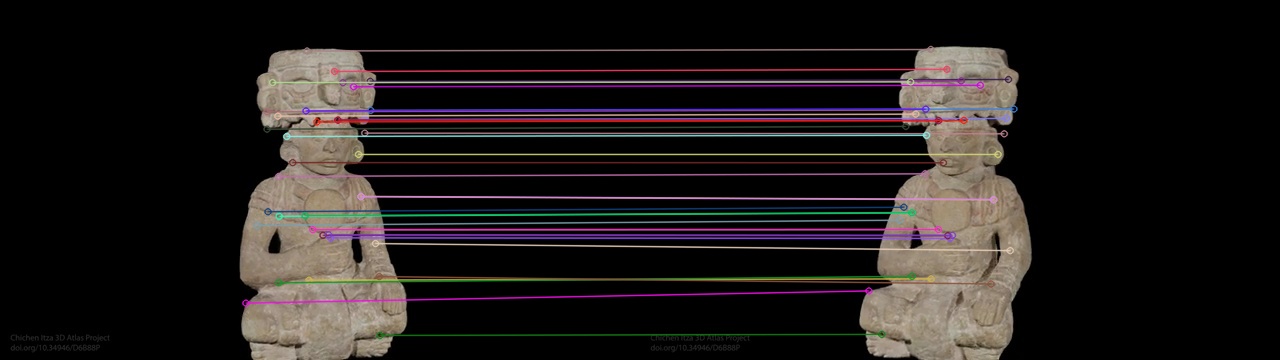 Chichen Itza 3D Atlas Project
doi.org/10.34946/D6B88P
Chichen Itza 3D Atlas Project
doi.org/10.34946/D6B88P